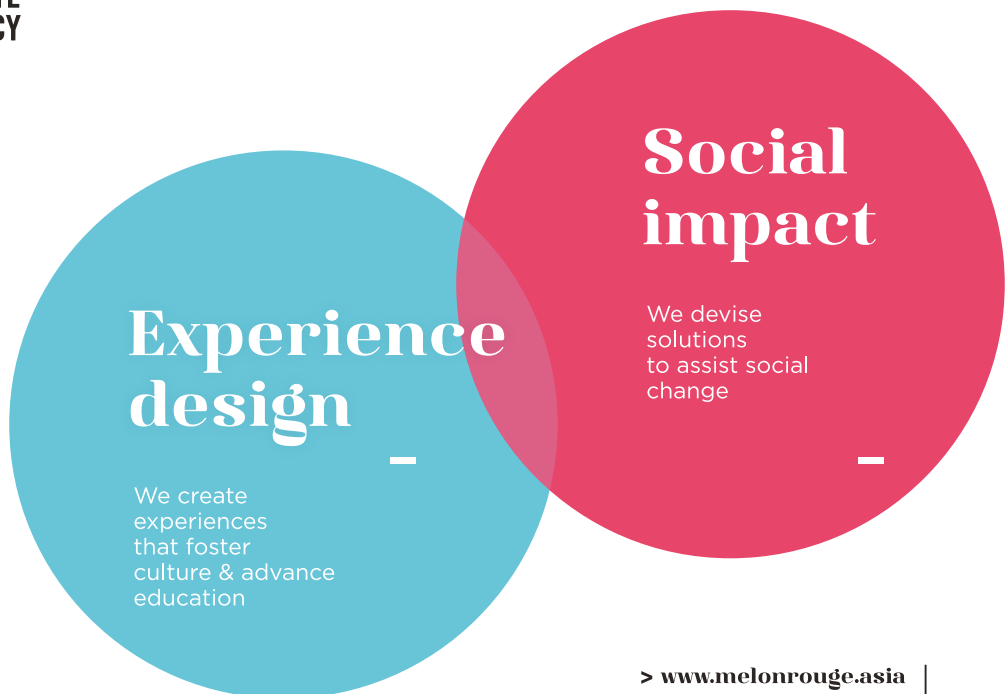 Social
impact
We devise
solutions
to assist social
change
Experience
design
We create
experiences
that foster
culture & advance
education
> www.melonrouge.asia